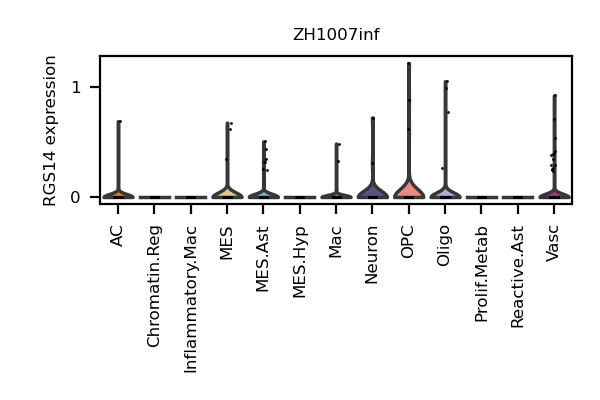 ZH1007inf
RGS14 expression
1
0
AC
Chromatin.Reg
Inflammatory.Mac
MES
MES.Ast
MES.Hyp
Mac
Neuron
OPC
Oligo
Prolif.Metab
Reactive.Ast
Vasc